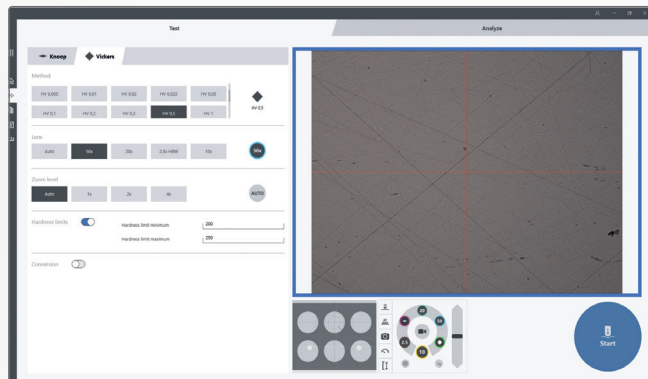 Test
Analyze
Knoop
Vickers
Method
HV 0,005
HV 0,01
HV 0,02
HV 0,025
HV 0,05
HV 0,1
HV 0,2
HV 0,3
HV 0,5
HV 1
HV 0,5
Lens
Auto
50x
20x
2.5x HIRM
10x
50x
Zoom level
Auto
1x
2x
4x
AUTO
Hardness limits
Hardness limit minimum
200
Hardness limit maximum
Conversion
20
50
2.5
10
Start